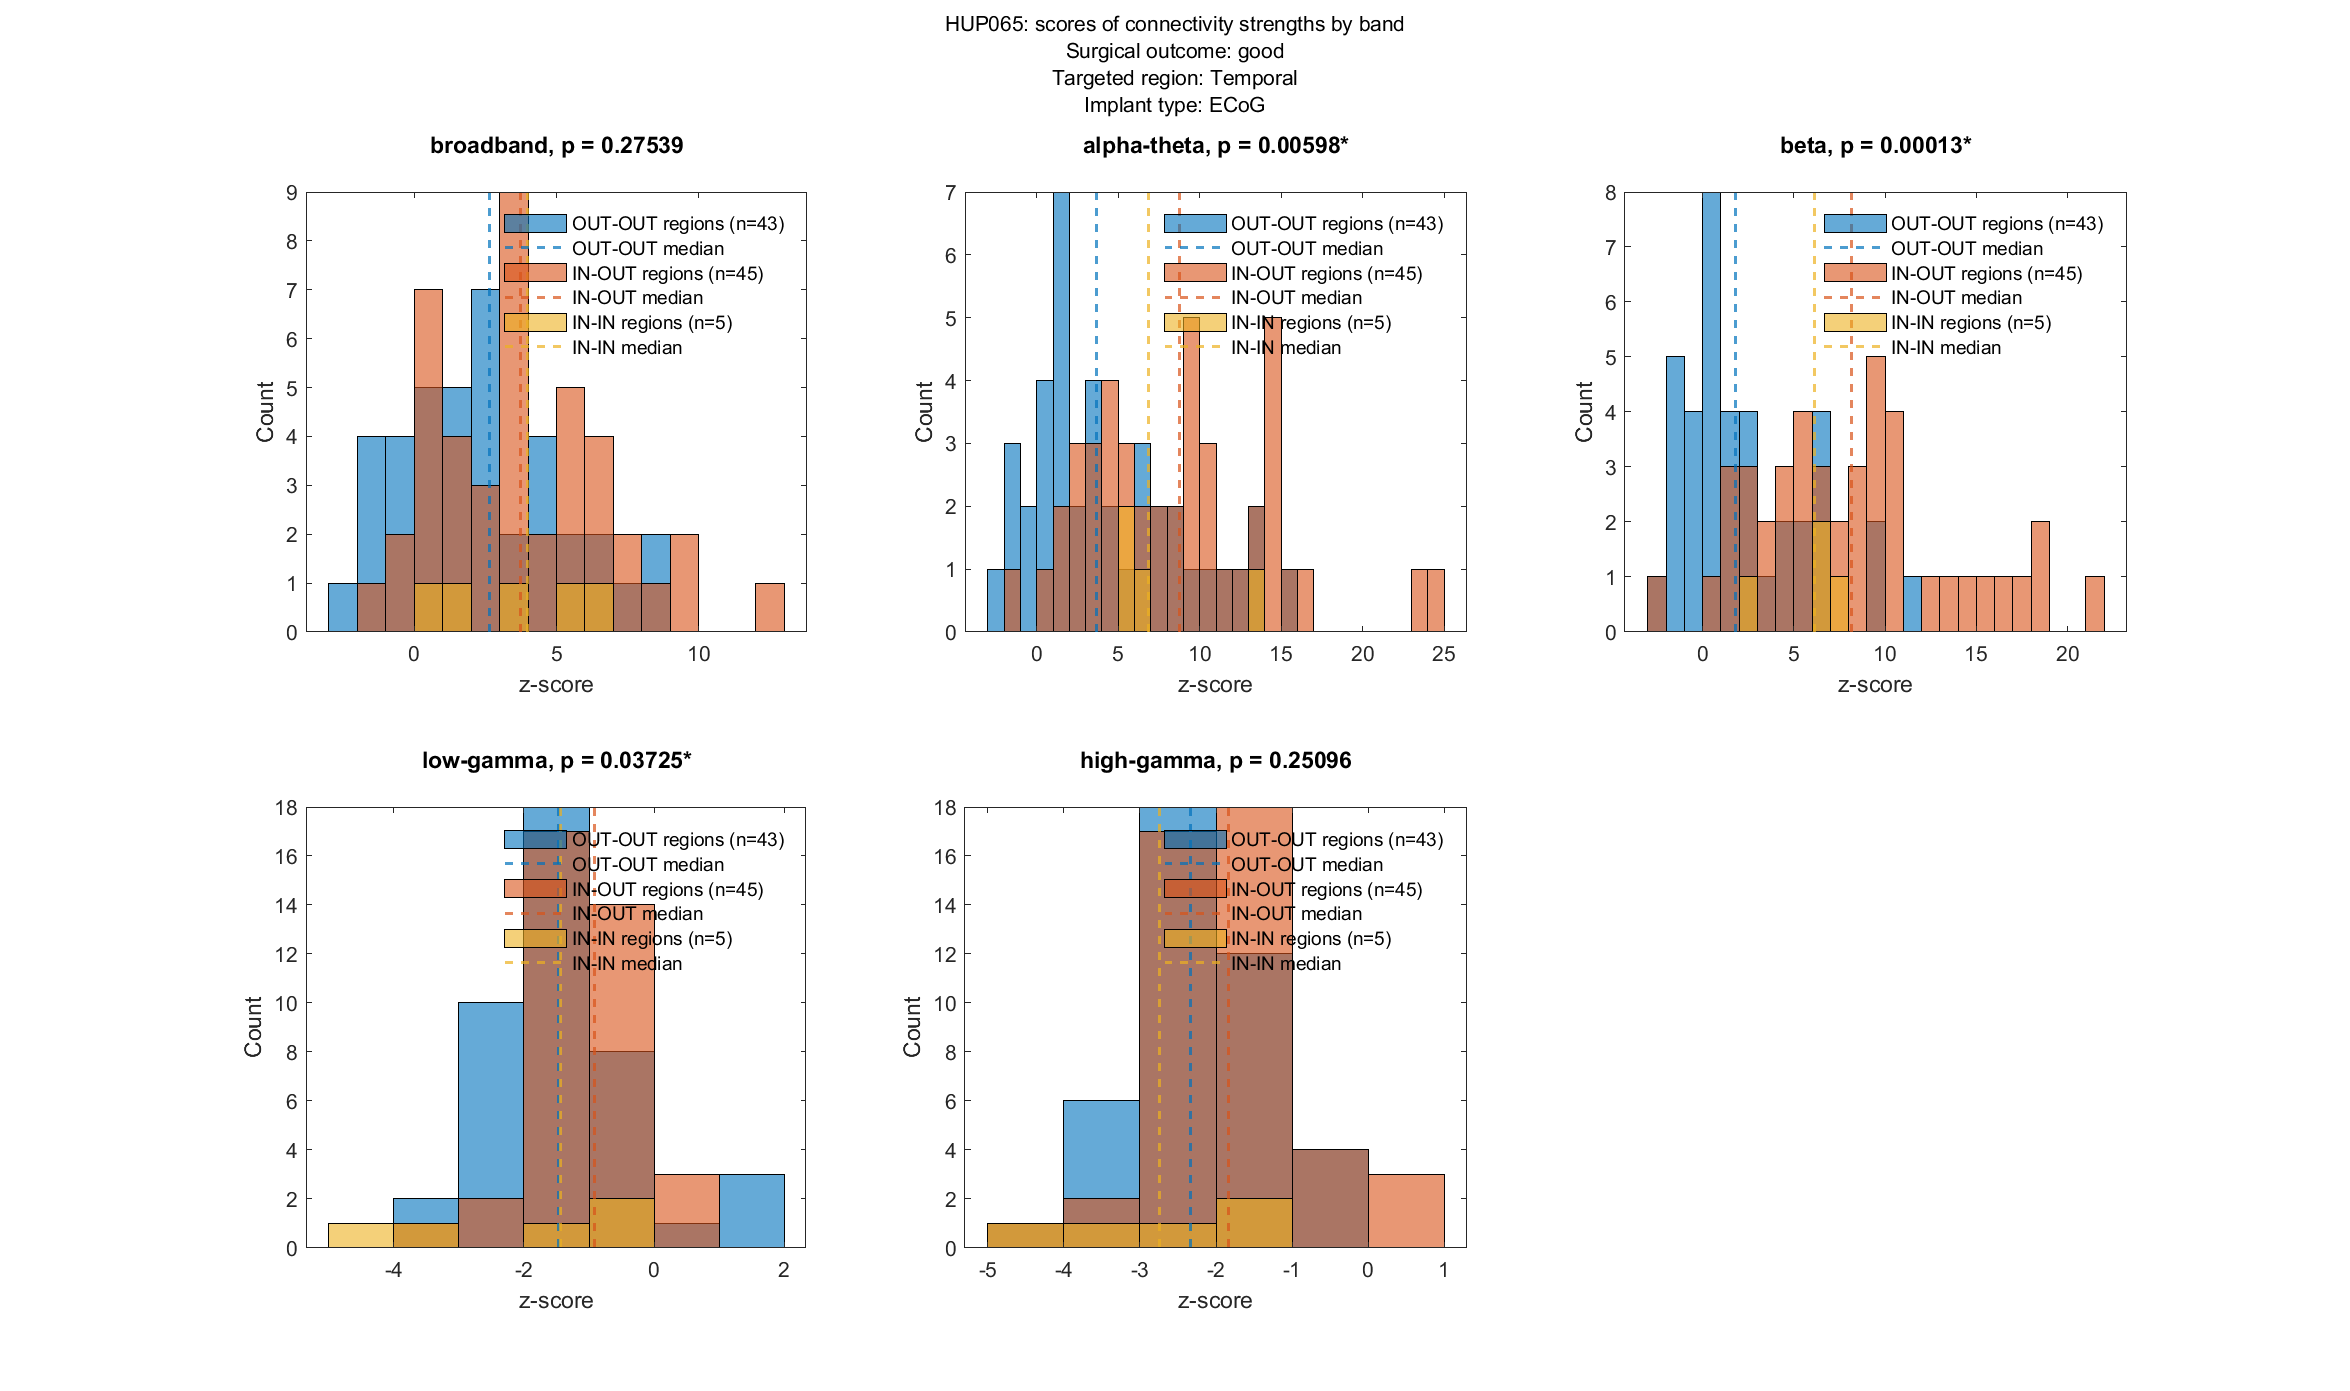 HUP065: scores of connectivity strengths by band
Surgical outcome: good
Targeted region: Temporal
Implant type: ECoG
broadband, p = 0.27539
9
8
7
6
5
4
3
2
1
0
Count
0 5 10
z-score
OUT-OUT regions (n=43)
OUT-OUT median
IN-OUT regions (n=45)
IN-OUT median
IN-IN regions (n=5)
IN-IN median
alpha-theta, p = 0.00598*
7
6
5
4
3
2
1
0
Count
0 5 10 15 20 25
z-score
OUT-OUT regions (n=43)
OUT-OUT median
IN-OUT regions (n=45)
IN-OUT median
IN-IN regions (n=5)
IN-IN median
beta, p = 0.00013*
8
7
6
5
4
3
2
1
0
Count
0 5 10 15 20
z-score
OUT-OUT regions (n=43)
OUT-OUT median
IN-OUT regions (n=45)
IN-OUT median
IN-IN regions (n=5)
IN-IN median
low-gamma, p = 0.03725*
18
16
14
12
10
8
6
4
2
0
Count
-4 -2 0 2
z-score
OUT-OUT regions (n=43)
OUT-OUT median
IN-OUT regions (n=45)
IN-OUT median
IN-IN regions (n=5)
IN-IN median
high-gamma, p = 0.25096
18
16
14
12
10
8
6
4
2
0
Count
-5 -4 -3 -2 -1 0 1
z-score
OUT-OUT regions (n=43)
OUT-OUT median
IN-OUT regions (n=45)
IN-OUT median
IN-IN regions (n=5)
IN-IN median